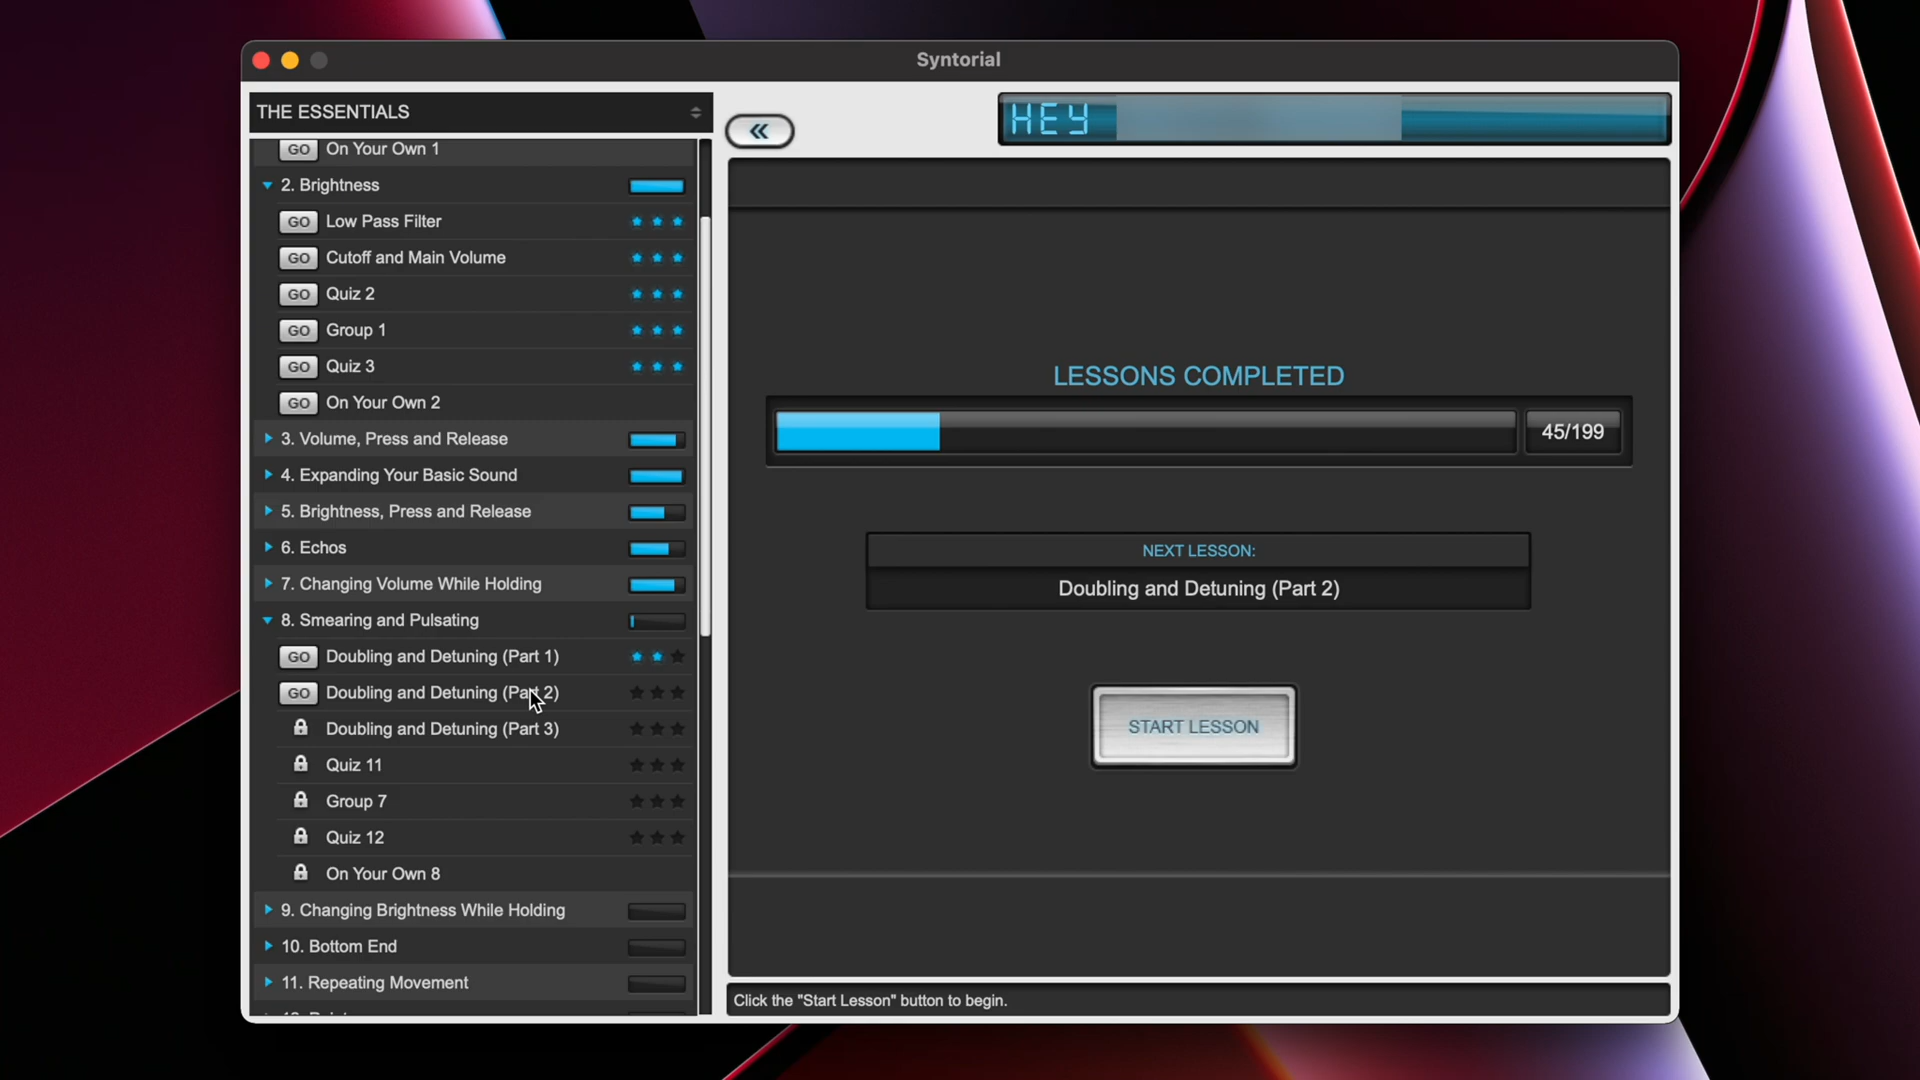 Syntorial
THE ESSENTIALS
GO On Your Own 1
2. Brightness
GO Low Pass Filter
GO Cutoff and Main Volume
GO Quiz 2
GO Group 1
GO Quiz 3
GO On Your Own 2
3. Volume, Press and Release
4. Expanding Your Basic Sound
5. Brightness, Press and Release
6. Echos
7. Changing Volume While Holding
8. Smearing and Pulsating
GO Doubling and Detuning (Part 1)
GO Doubling and Detuning (Part 2)
Doubling and Detuning (Part 3)
Quiz 11
Group 7
Quiz 12
On Your Own 8
9. Changing Brightness While Holding
10. Bottom End
11. Repeating Movement
HEY
LESSONS COMPLETED
45/199
NEXT LESSON:
Doubling and Detuning (Part 2)
START LESSON
Click the "Start Lesson" button to begin.